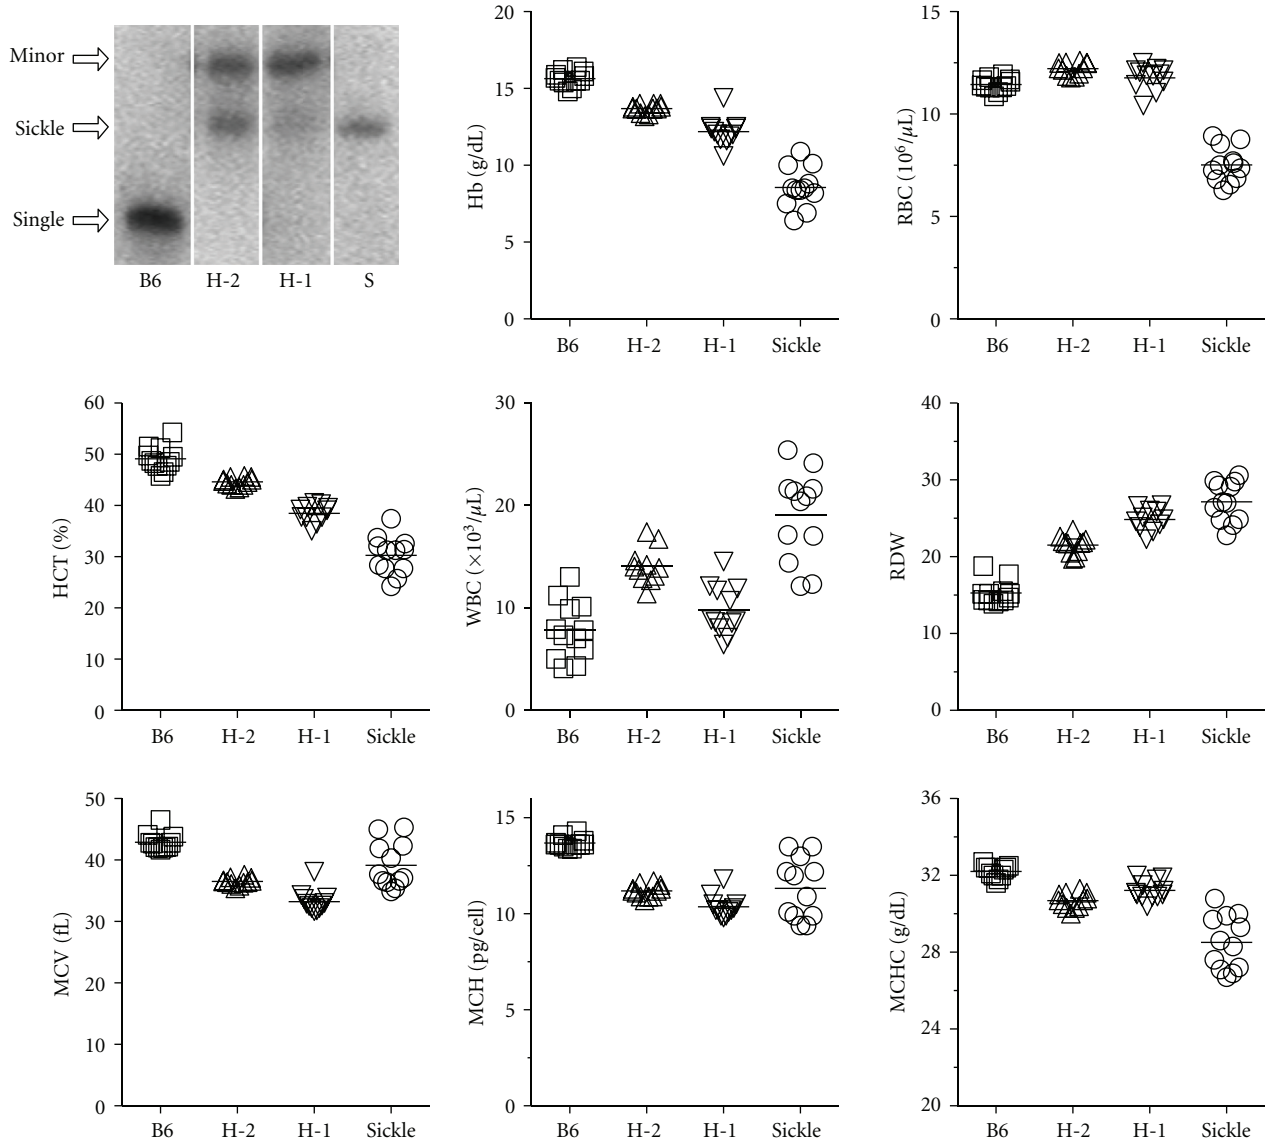 Minor
Sickle
Single
B6 H-2 H-1 S
Hb (g/dL)
20
15
10
5
0
B6 H-2 H-1 Sickle
RBC (10⁶/μL)
15
10
5
0
B6 H-2 H-1 Sickle
HCT (%)
60
50
40
30
20
10
0
B6 H-2 H-1 Sickle
WBC (×10³/μL)
30
20
10
0
B6 H-2 H-1 Sickle
RDW
40
30
20
10
0
B6 H-2 H-1 Sickle
MCV (fL)
50
40
30
20
10
0
B6 H-2 H-1 Sickle
MCH (pg/cell)
15
10
5
0
B6 H-2 H-1 Sickle
MCHC (g/dL)
36
32
28
24
20
B6 H-2 H-1 Sickle